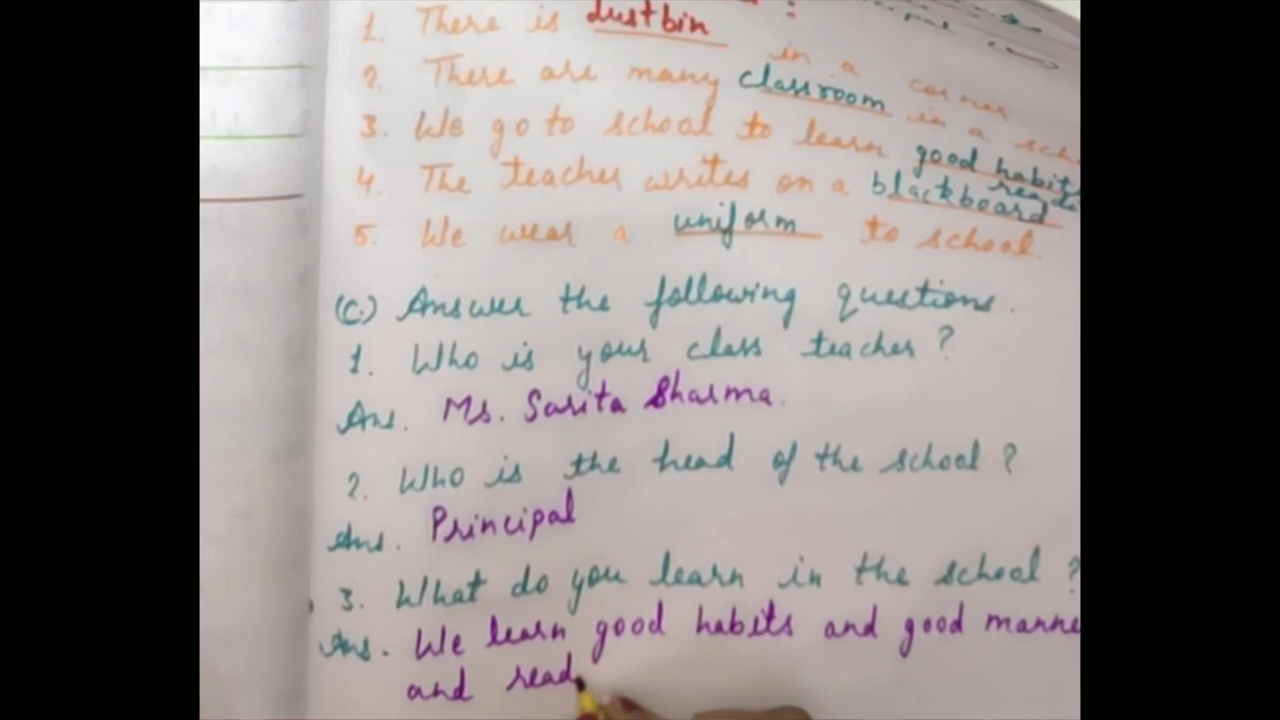 1. There is dustbin in a corner.
2. There are many classroom in a
3. We go to school to learn good habits
4. The teacher writes on a blackboard
5. We wear a uniform to school.
(C.) Answer the following questions.
1. Who is your class teacher?
Ans. Ms. Sarita Sharma.
2. Who is the head of the school?
Ans. Principal
3. What do you learn in the school?
Ans. We learn good habits and good manne
and read